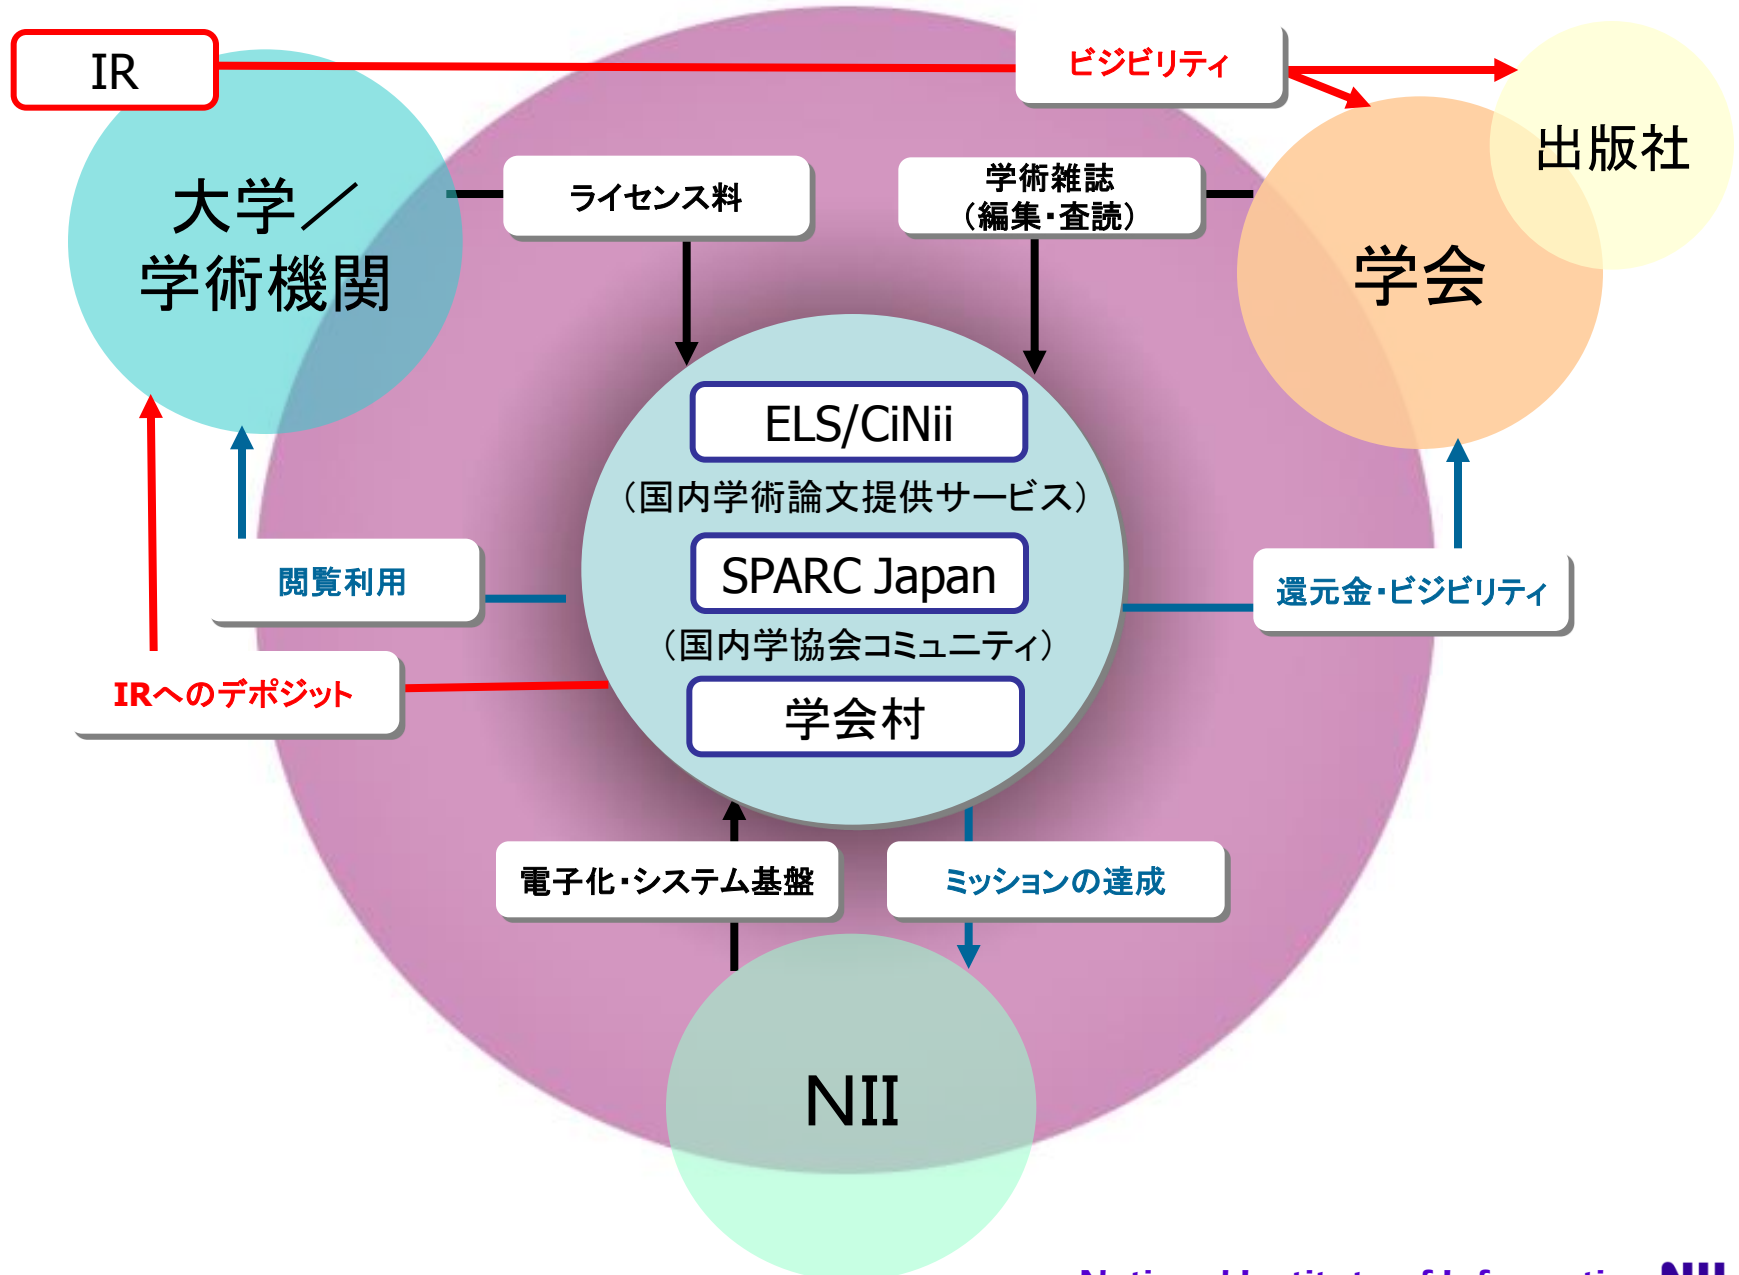 IR
ビジビリティ
出版社
大学／
学術機関
ライセンス料
学術雑誌
（編集・査読）
学会
ELS/CiNii
（国内学術論文提供サービス）
SPARC Japan
（国内学協会コミュニティ）
学会村
閲覧利用
還元金・ビジビリティ
IRへのデポジット
電子化・システム基盤
ミッションの達成
NII
National Institute of Informatics NII